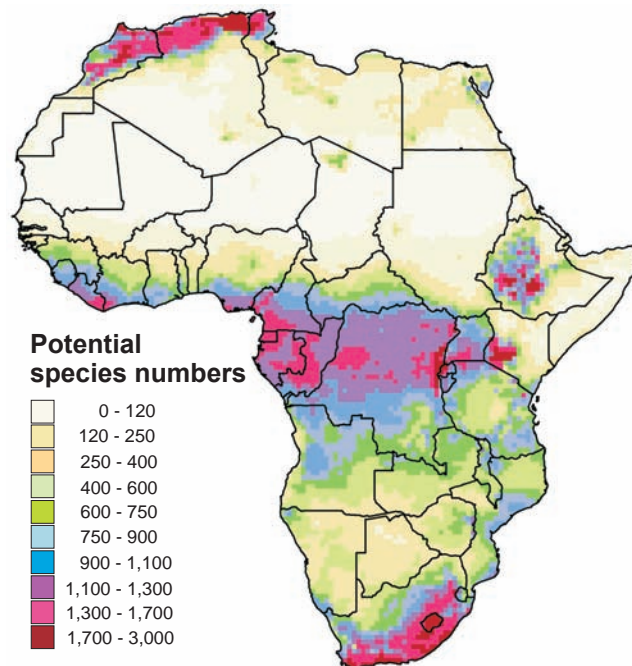 Potential
species numbers
0 - 120
120 - 250
250 - 400
400 - 600
600 - 750
750 - 900
900 - 1,100
1,100 - 1,300
1,300 - 1,700
1,700 - 3,000